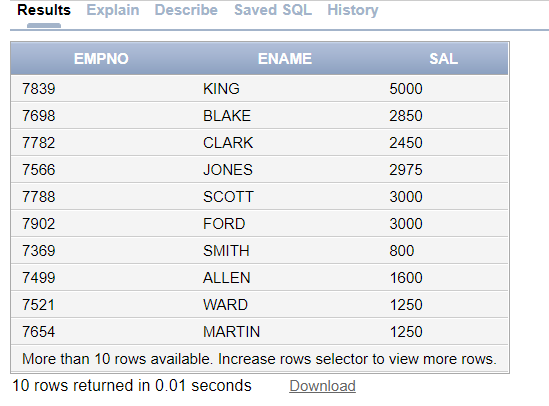 Results Explain Describe Saved SQL History
EMPNO ENAME SAL
7839 KING 5000
7698 BLAKE 2850
7782 CLARK 2450
7566 JONES 2975
7788 SCOTT 3000
7902 FORD 3000
7369 SMITH 800
7499 ALLEN 1600
7521 WARD 1250
7654 MARTIN 1250
More than 10 rows available. Increase rows selector to view more rows.
10 rows returned in 0.01 seconds Download